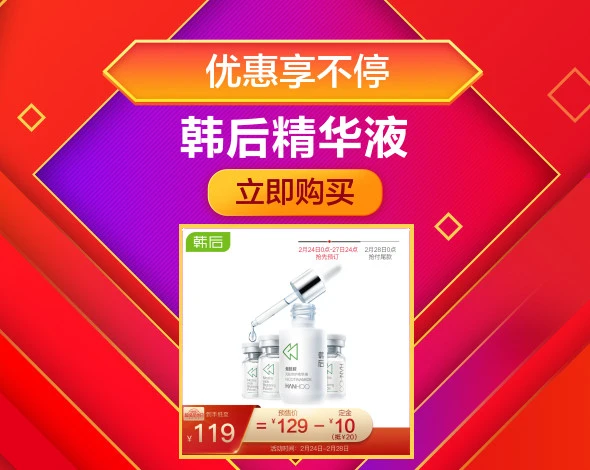 优惠享不停
韩后精华液
立即购买
韩后
2月24日0点-27日24点
抢先预订
2月28日0点
抢付尾款
韩后
HANHOO
预售价
定金
¥119=¥129-¥10
(抵¥20)
活动时间：2月24日-2月28日